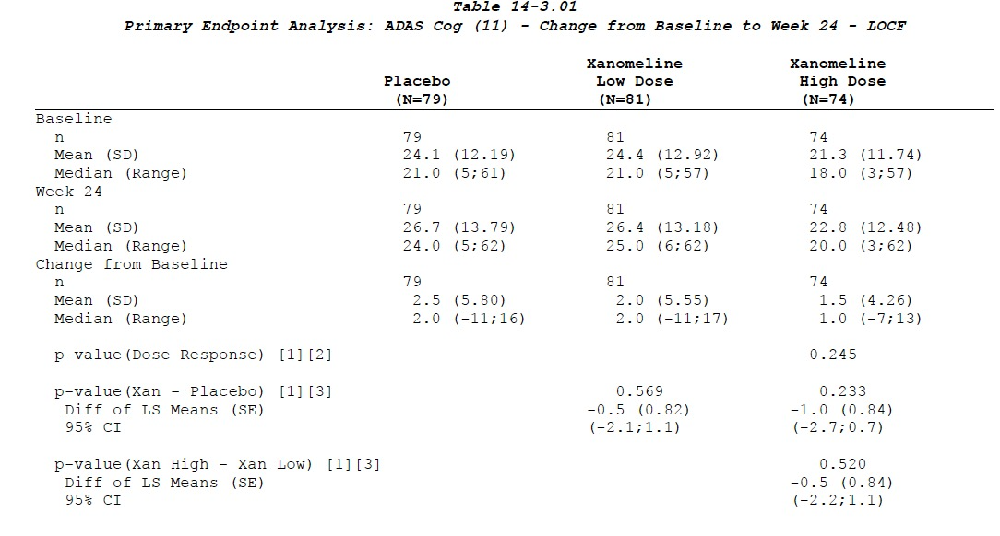 Table 14-3.01
Primary Endpoint Analysis: ADAS Cog (11) - Change from Baseline to Week 24 - LOCF
Xanomeline Xanomeline
Placebo Low Dose High Dose
(N=79) (N=81) (N=74)
Baseline
n 79 81 74
Mean (SD) 24.1 (12.19) 24.4 (12.92) 21.3 (11.74)
Median (Range) 21.0 (5;61) 21.0 (5;57) 18.0 (3;57)
Week 24
n 79 81 74
Mean (SD) 26.7 (13.79) 26.4 (13.18) 22.8 (12.48)
Median (Range) 24.0 (5;62) 25.0 (6;62) 20.0 (3;62)
Change from Baseline
n 79 81 74
Mean (SD) 2.5 (5.80) 2.0 (5.55) 1.5 (4.26)
Median (Range) 2.0 (-11;16) 2.0 (-11;17) 1.0 (-7;13)
p-value(Dose Response) [1][2] 0.245
p-value(Xan - Placebo) [1][3] 0.569 0.233
Diff of LS Means (SE) -0.5 (0.82) -1.0 (0.84)
95% CI (-2.1;1.1) (-2.7;0.7)
p-value(Xan High - Xan Low) [1][3] 0.520
Diff of LS Means (SE) -0.5 (0.84)
95% CI (-2.2;1.1)